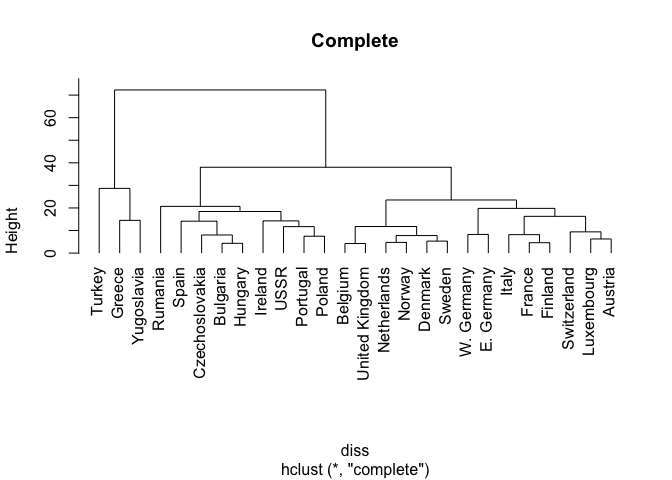 Complete
Height
0
20
40
60
Turkey
Greece
Yugoslavia
Rumania
Spain
Czechoslovakia
Bulgaria
Hungary
Ireland
USSR
Portugal
Poland
Belgium
United Kingdom
Netherlands
Norway
Denmark
Sweden
W. Germany
E. Germany
Italy
France
Finland
Switzerland
Luxembourg
Austria
diss
hclust (*, "complete")